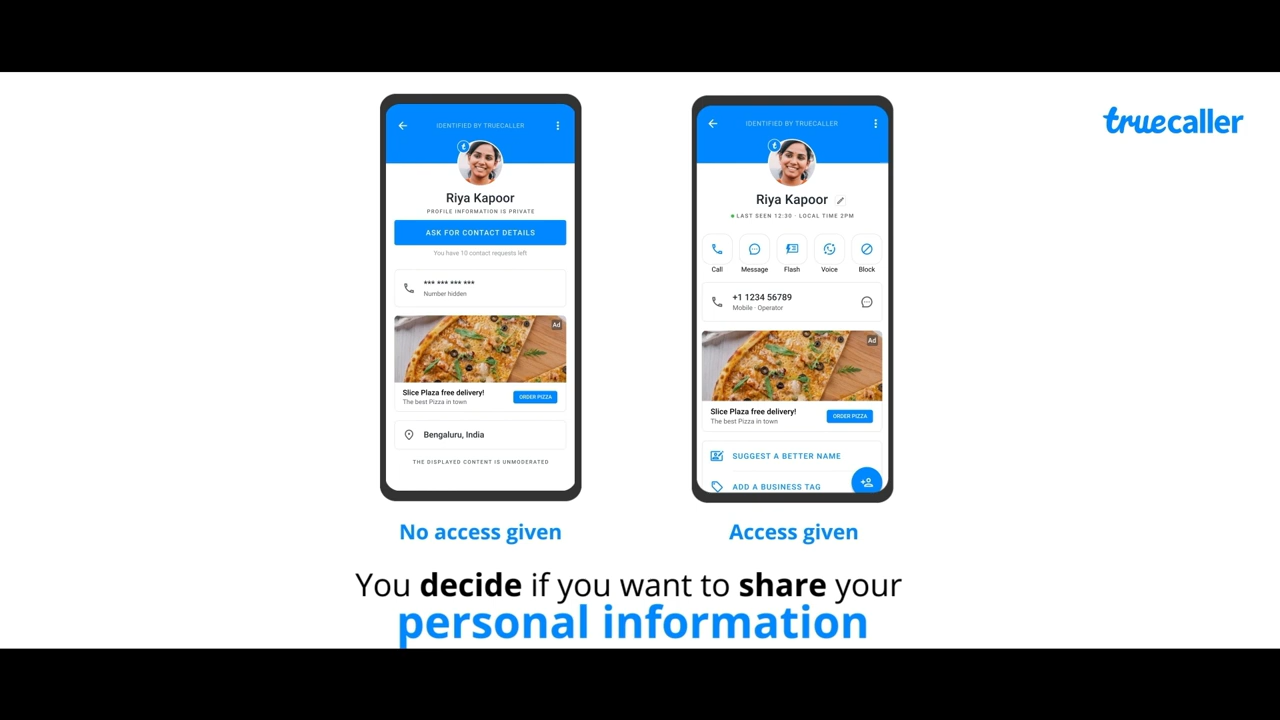 truecaller
IDENTIFIED BY TRUECALLER
Riya Kapoor
PROFILE INFORMATION IS PRIVATE
ASK FOR CONTACT DETAILS
You have 10 contact requests left
*** *** *** ***
Number hidden
Ad
Slice Plaza free delivery!
The best Pizza in town
ORDER PIZZA
Bengaluru, India
THE DISPLAYED CONTENT IS UNMODERATED
No access given
IDENTIFIED BY TRUECALLER
Riya Kapoor
LAST SEEN 12:30 · LOCAL TIME 2PM
Call Message Flash Voice Block
+1 1234 56789
Mobile · Operator
Ad
Slice Plaza free delivery!
The best Pizza in town
ORDER PIZZA
SUGGEST A BETTER NAME
ADD A BUSINESS TAG
Access given
You decide if you want to share your
personal information